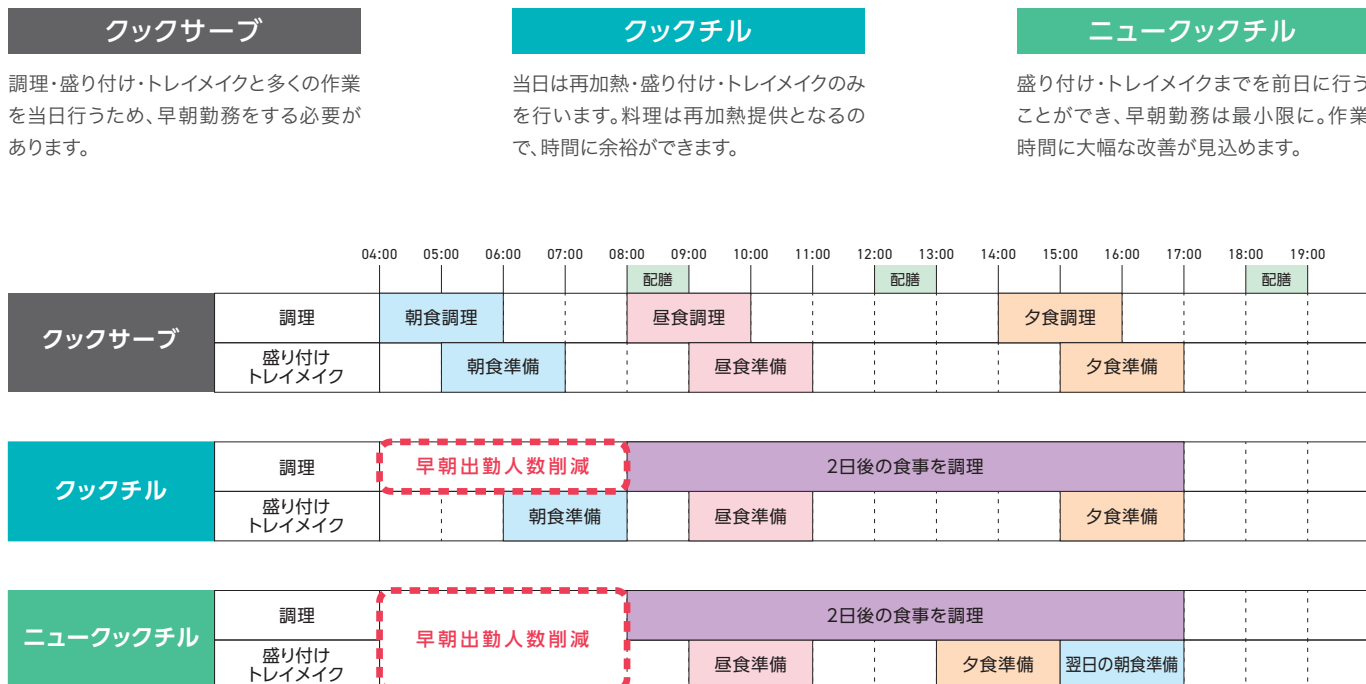 クックサーブ
調理・盛り付け・トレイメイクと多くの作業
を当日行うため、早朝勤務をする必要が
あります。
クックチル
当日は再加熱・盛り付け・トレイメイクのみ
を行います。料理は再加熱提供となるの
で、時間に余裕ができます。
ニュークックチル
盛り付け・トレイメイクまでを前日に行う
ことができ、早朝勤務は最小限に。作業
時間に大幅な改善が見込めます。
04:00 05:00 06:00 07:00 08:00 09:00 10:00 11:00 12:00 13:00 14:00 15:00 16:00 17:00 18:00 19:00
配膳 配膳 配膳
クックサーブ
調理 朝食調理 昼食調理 夕食調理
盛り付け
トレイメイク
朝食準備 昼食準備 夕食準備
クックチル
調理 早朝出勤人数削減 2日後の食事を調理
盛り付け
トレイメイク
朝食準備 昼食準備 夕食準備
ニュークックチル
調理 早朝出勤人数削減 2日後の食事を調理
盛り付け
トレイメイク
昼食準備 夕食準備 翌日の朝食準備